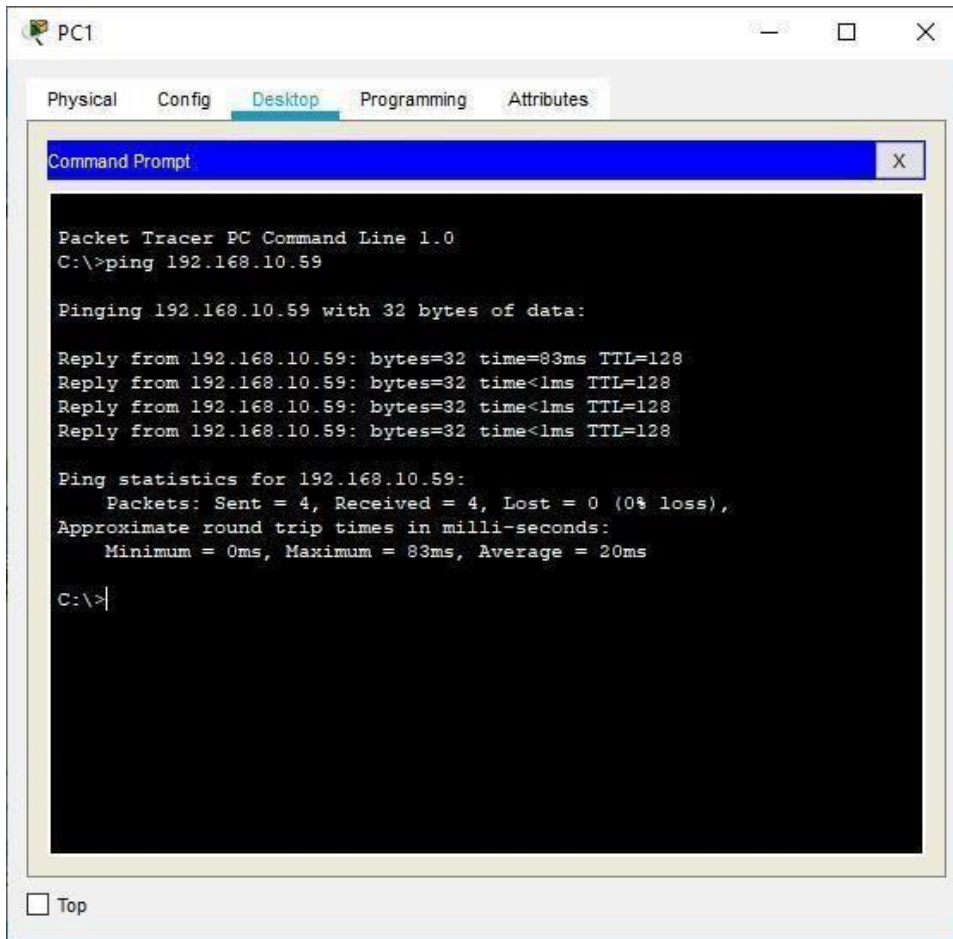 PC1
Physical Config Desktop Programming Attributes
Command Prompt X
Packet Tracer PC Command Line 1.0
C:\>ping 192.168.10.59
Pinging 192.168.10.59 with 32 bytes of data:
Reply from 192.168.10.59: bytes=32 time=83ms TTL=128
Reply from 192.168.10.59: bytes=32 time<1ms TTL=128
Reply from 192.168.10.59: bytes=32 time<1ms TTL=128
Reply from 192.168.10.59: bytes=32 time<1ms TTL=128
Ping statistics for 192.168.10.59:
Packets: Sent = 4, Received = 4, Lost = 0 (0% loss),
Approximate round trip times in milli-seconds:
Minimum = 0ms, Maximum = 83ms, Average = 20ms
C:\>
Top